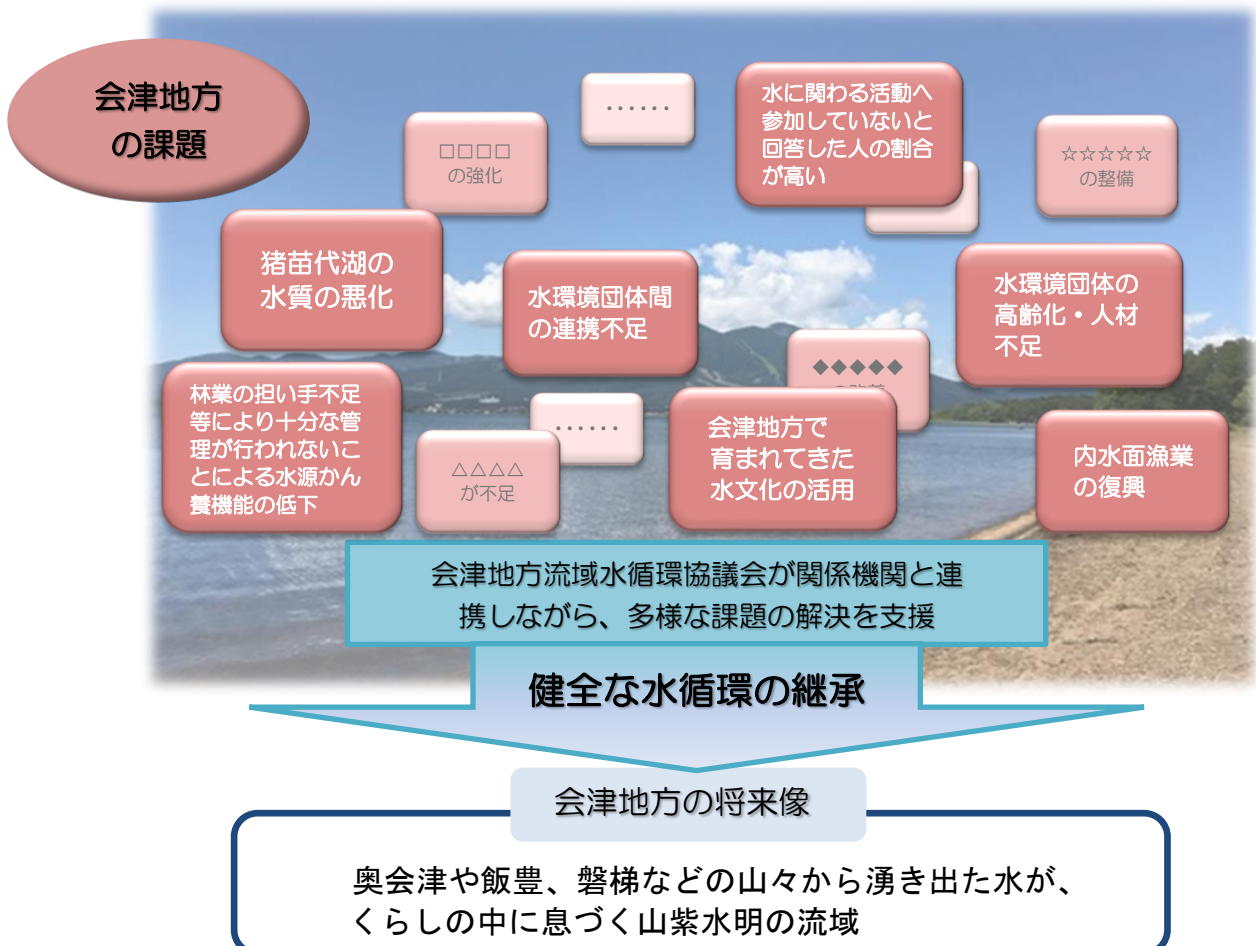 会津地方
の課題
・・・・・・
水に関わる活動へ
参加していないと
回答した人の割合
が高い
□□□□
の強化
☆☆☆☆☆
の整備
猪苗代湖の
水質の悪化
水環境団体間
の連携不足
水環境団体の
高齢化・人材
不足
◆◆◆◆◆
林業の担い手不足
等により十分な管
理が行われないこ
とによる水源かん
養機能の低下
・・・・・・
△△△△
が不足
会津地方で
育まれてきた
水文化の活用
内水面漁業
の復興
会津地方流域水循環協議会が関係機関と連
携しながら、多様な課題の解決を支援
健全な水循環の継承
会津地方の将来像
奥会津や飯豊、磐梯などの山々から湧き出た水が、
くらしの中に息づく山紫水明の流域